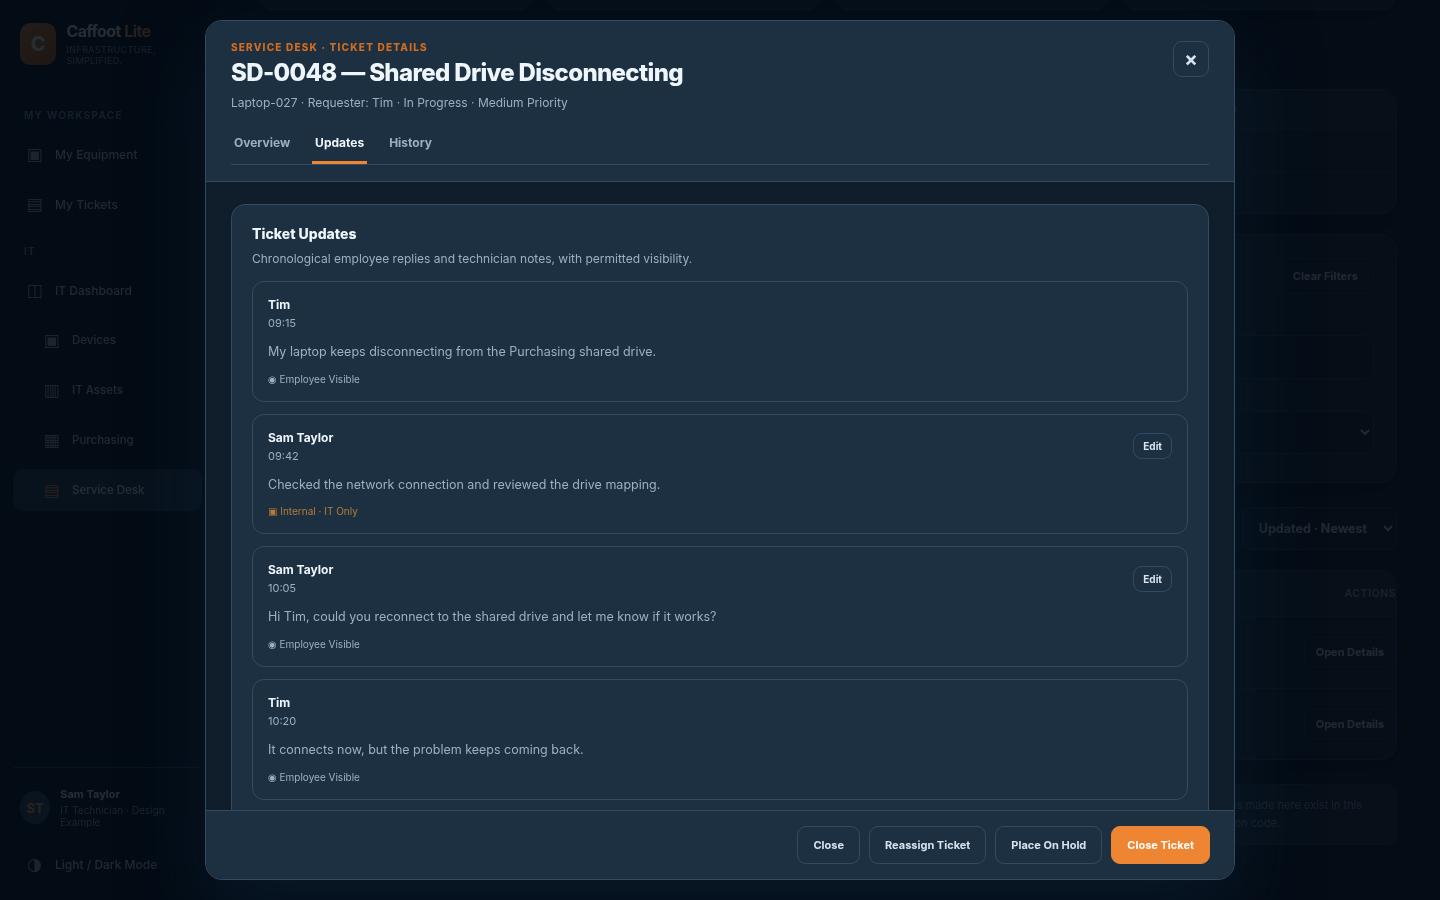 C
Caffoot Lite
INFRASTRUCTURE,
SIMPLIFIED.
MY WORKSPACE
My Equipment
My Tickets
IT
IT Dashboard
Devices
IT Assets
Purchasing
Service Desk
ST
Sam Taylor
IT Technician · Design
Example
Light / Dark Mode
SERVICE DESK · TICKET DETAILS
SD-0048 — Shared Drive Disconnecting
Laptop-027 · Requester: Tim · In Progress · Medium Priority
×
Overview Updates History
Ticket Updates
Chronological employee replies and technician notes, with permitted visibility.
Tim
09:15
My laptop keeps disconnecting from the Purchasing shared drive.
Employee Visible
Sam Taylor
09:42
Edit
Checked the network connection and reviewed the drive mapping.
Internal · IT Only
Sam Taylor
10:05
Edit
Hi Tim, could you reconnect to the shared drive and let me know if it works?
Employee Visible
Tim
10:20
It connects now, but the problem keeps coming back.
Employee Visible
Close Reassign Ticket Place On Hold Close Ticket
Clear Filters
Updated · Newest
ACTIONS
Open Details
Open Details
made here exist in this
code.